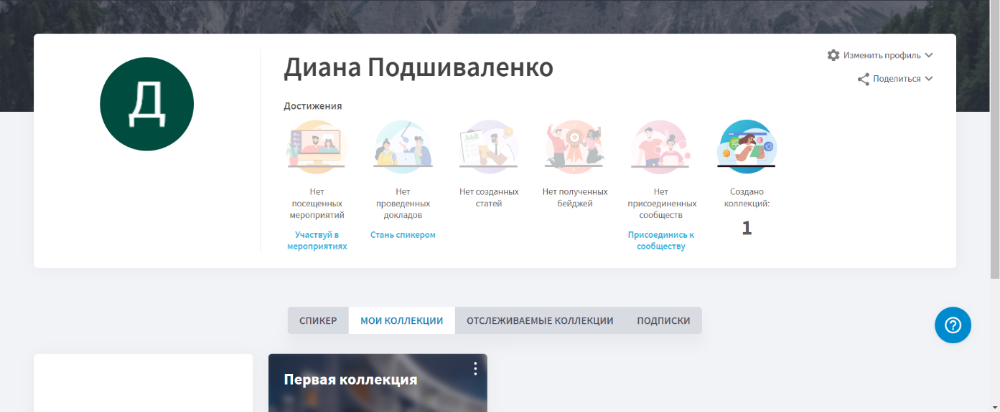 Д
Диана Подшиваленко
Изменить профиль
Поделиться
Достижения
Нет
посещенных
мероприятий
Участвуй в
мероприятиях
Нет
проведенных
докладов
Стань спикером
Нет созданных
статей
Нет полученных
бейджей
Нет
присоединенных
сообществ
Присоединись к
сообществу
Создано
коллекций:
1
СПИКЕР
МОИ КОЛЛЕКЦИИ
ОТСЛЕЖИВАЕМЫЕ КОЛЛЕКЦИИ
ПОДПИСКИ
?
Первая коллекция